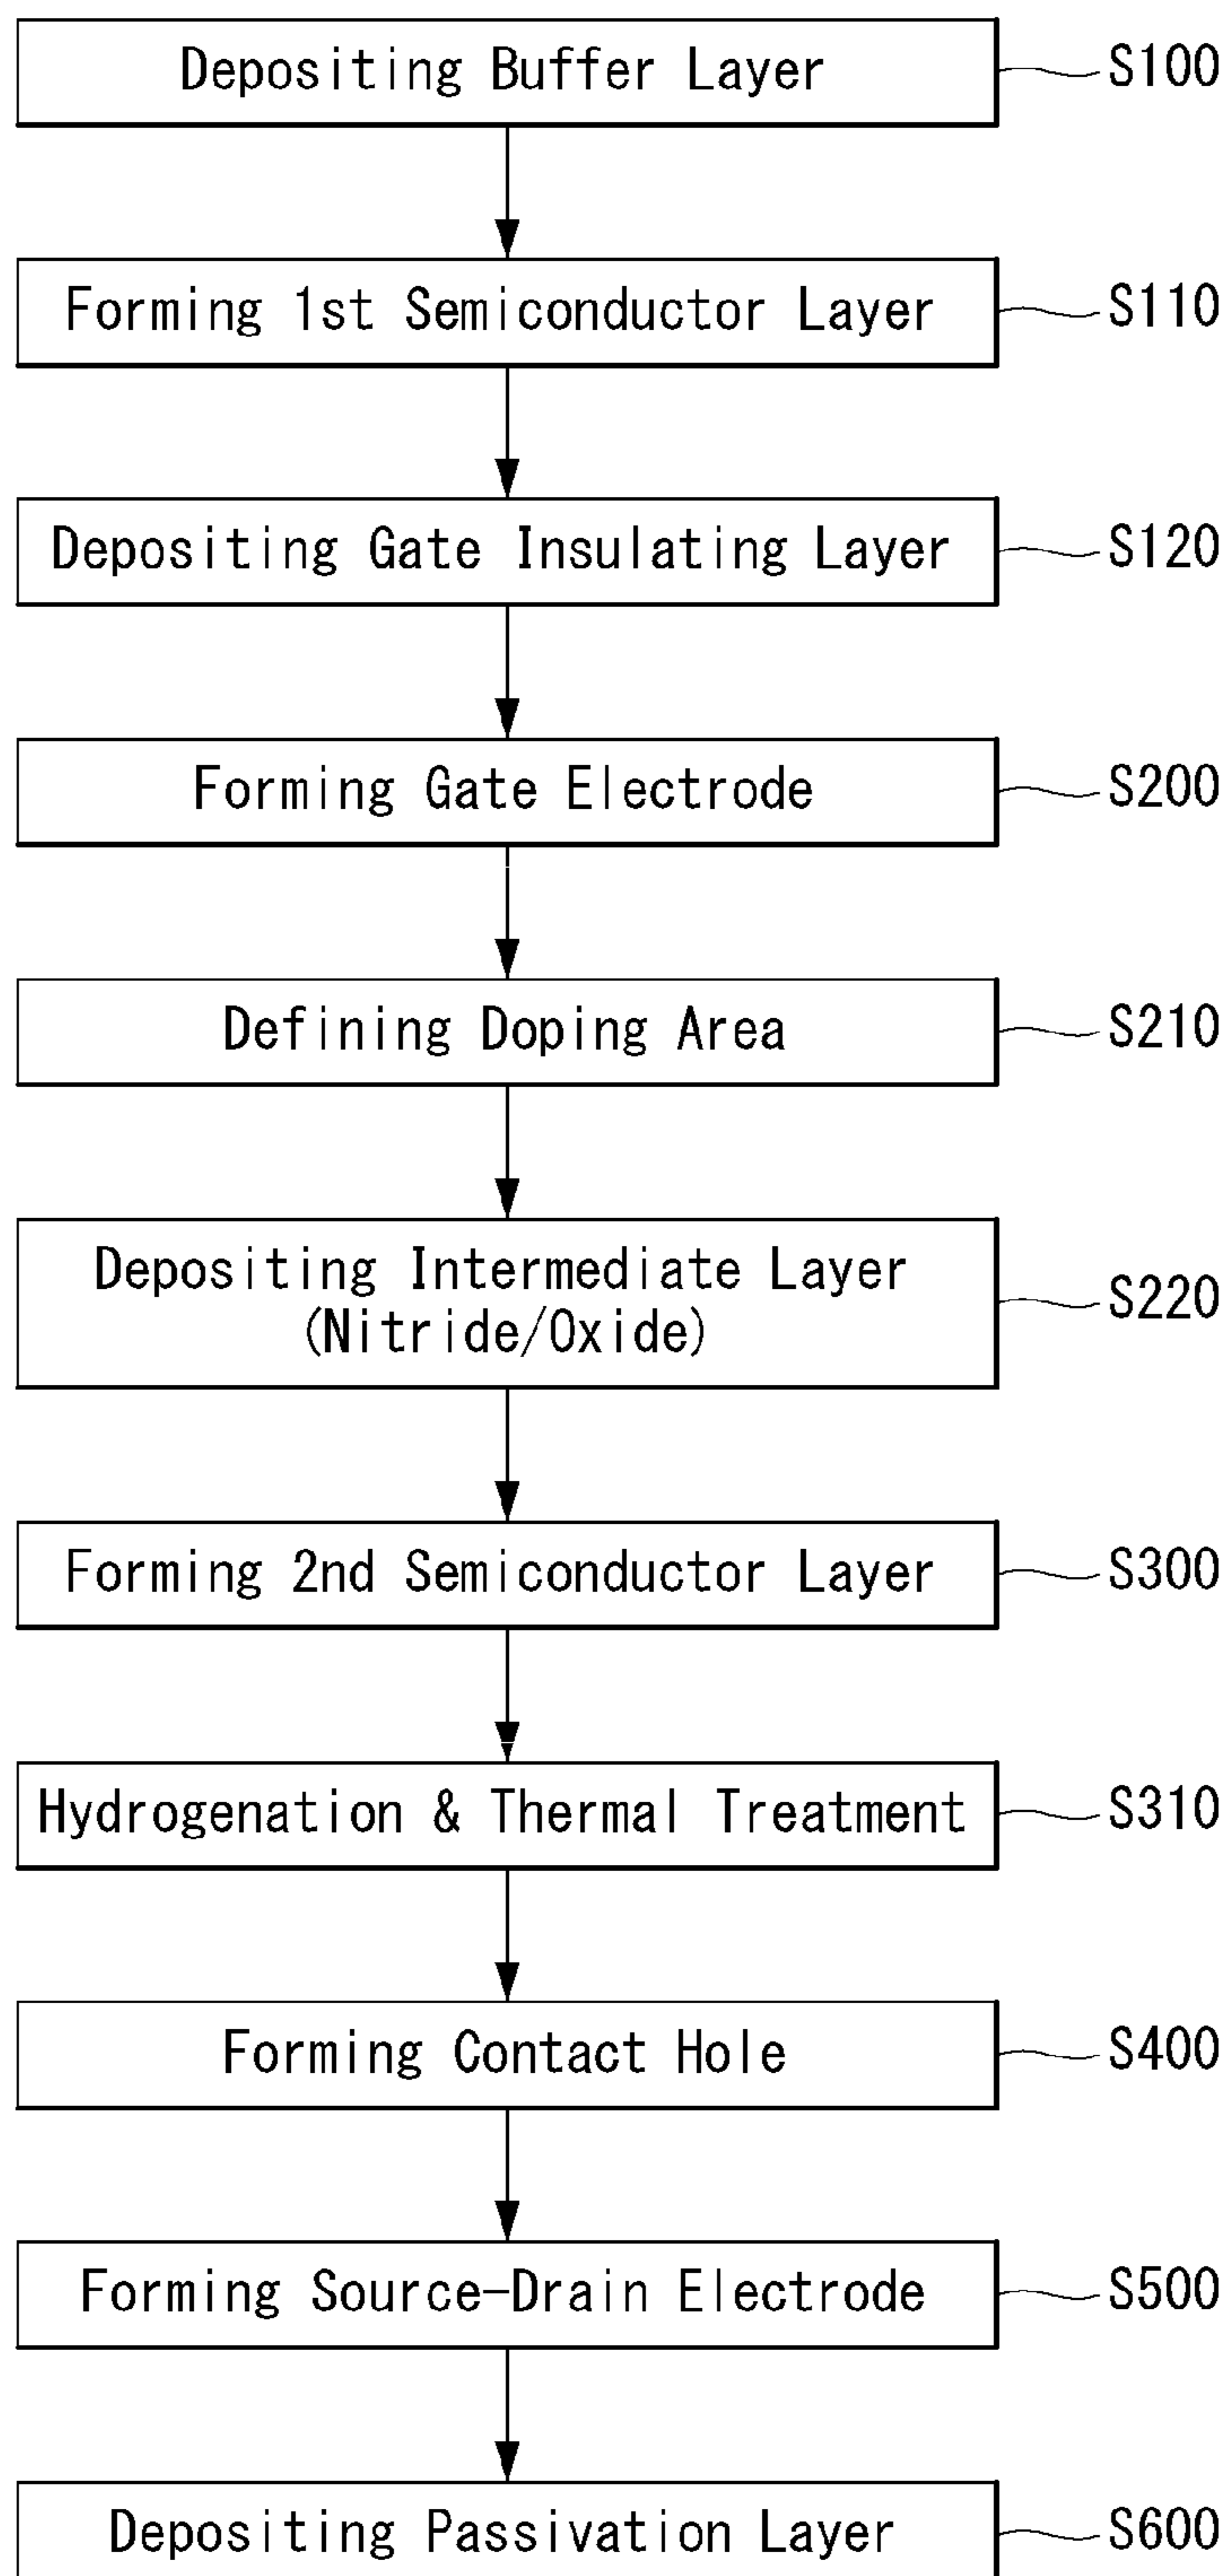 Depositing Buffer Layer S100
Forming 1st Semiconductor Layer S110
Depositing Gate Insulating Layer S120
Forming Gate Electrode S200
Defining Doping Area S210
Depositing Intermediate Layer
(Nitride/Oxide) S220
Forming 2nd Semiconductor Layer S300
Hydrogenation & Thermal Treatment S310
Forming Contact Hole S400
Forming Source-Drain Electrode S500
Depositing Passivation Layer S600